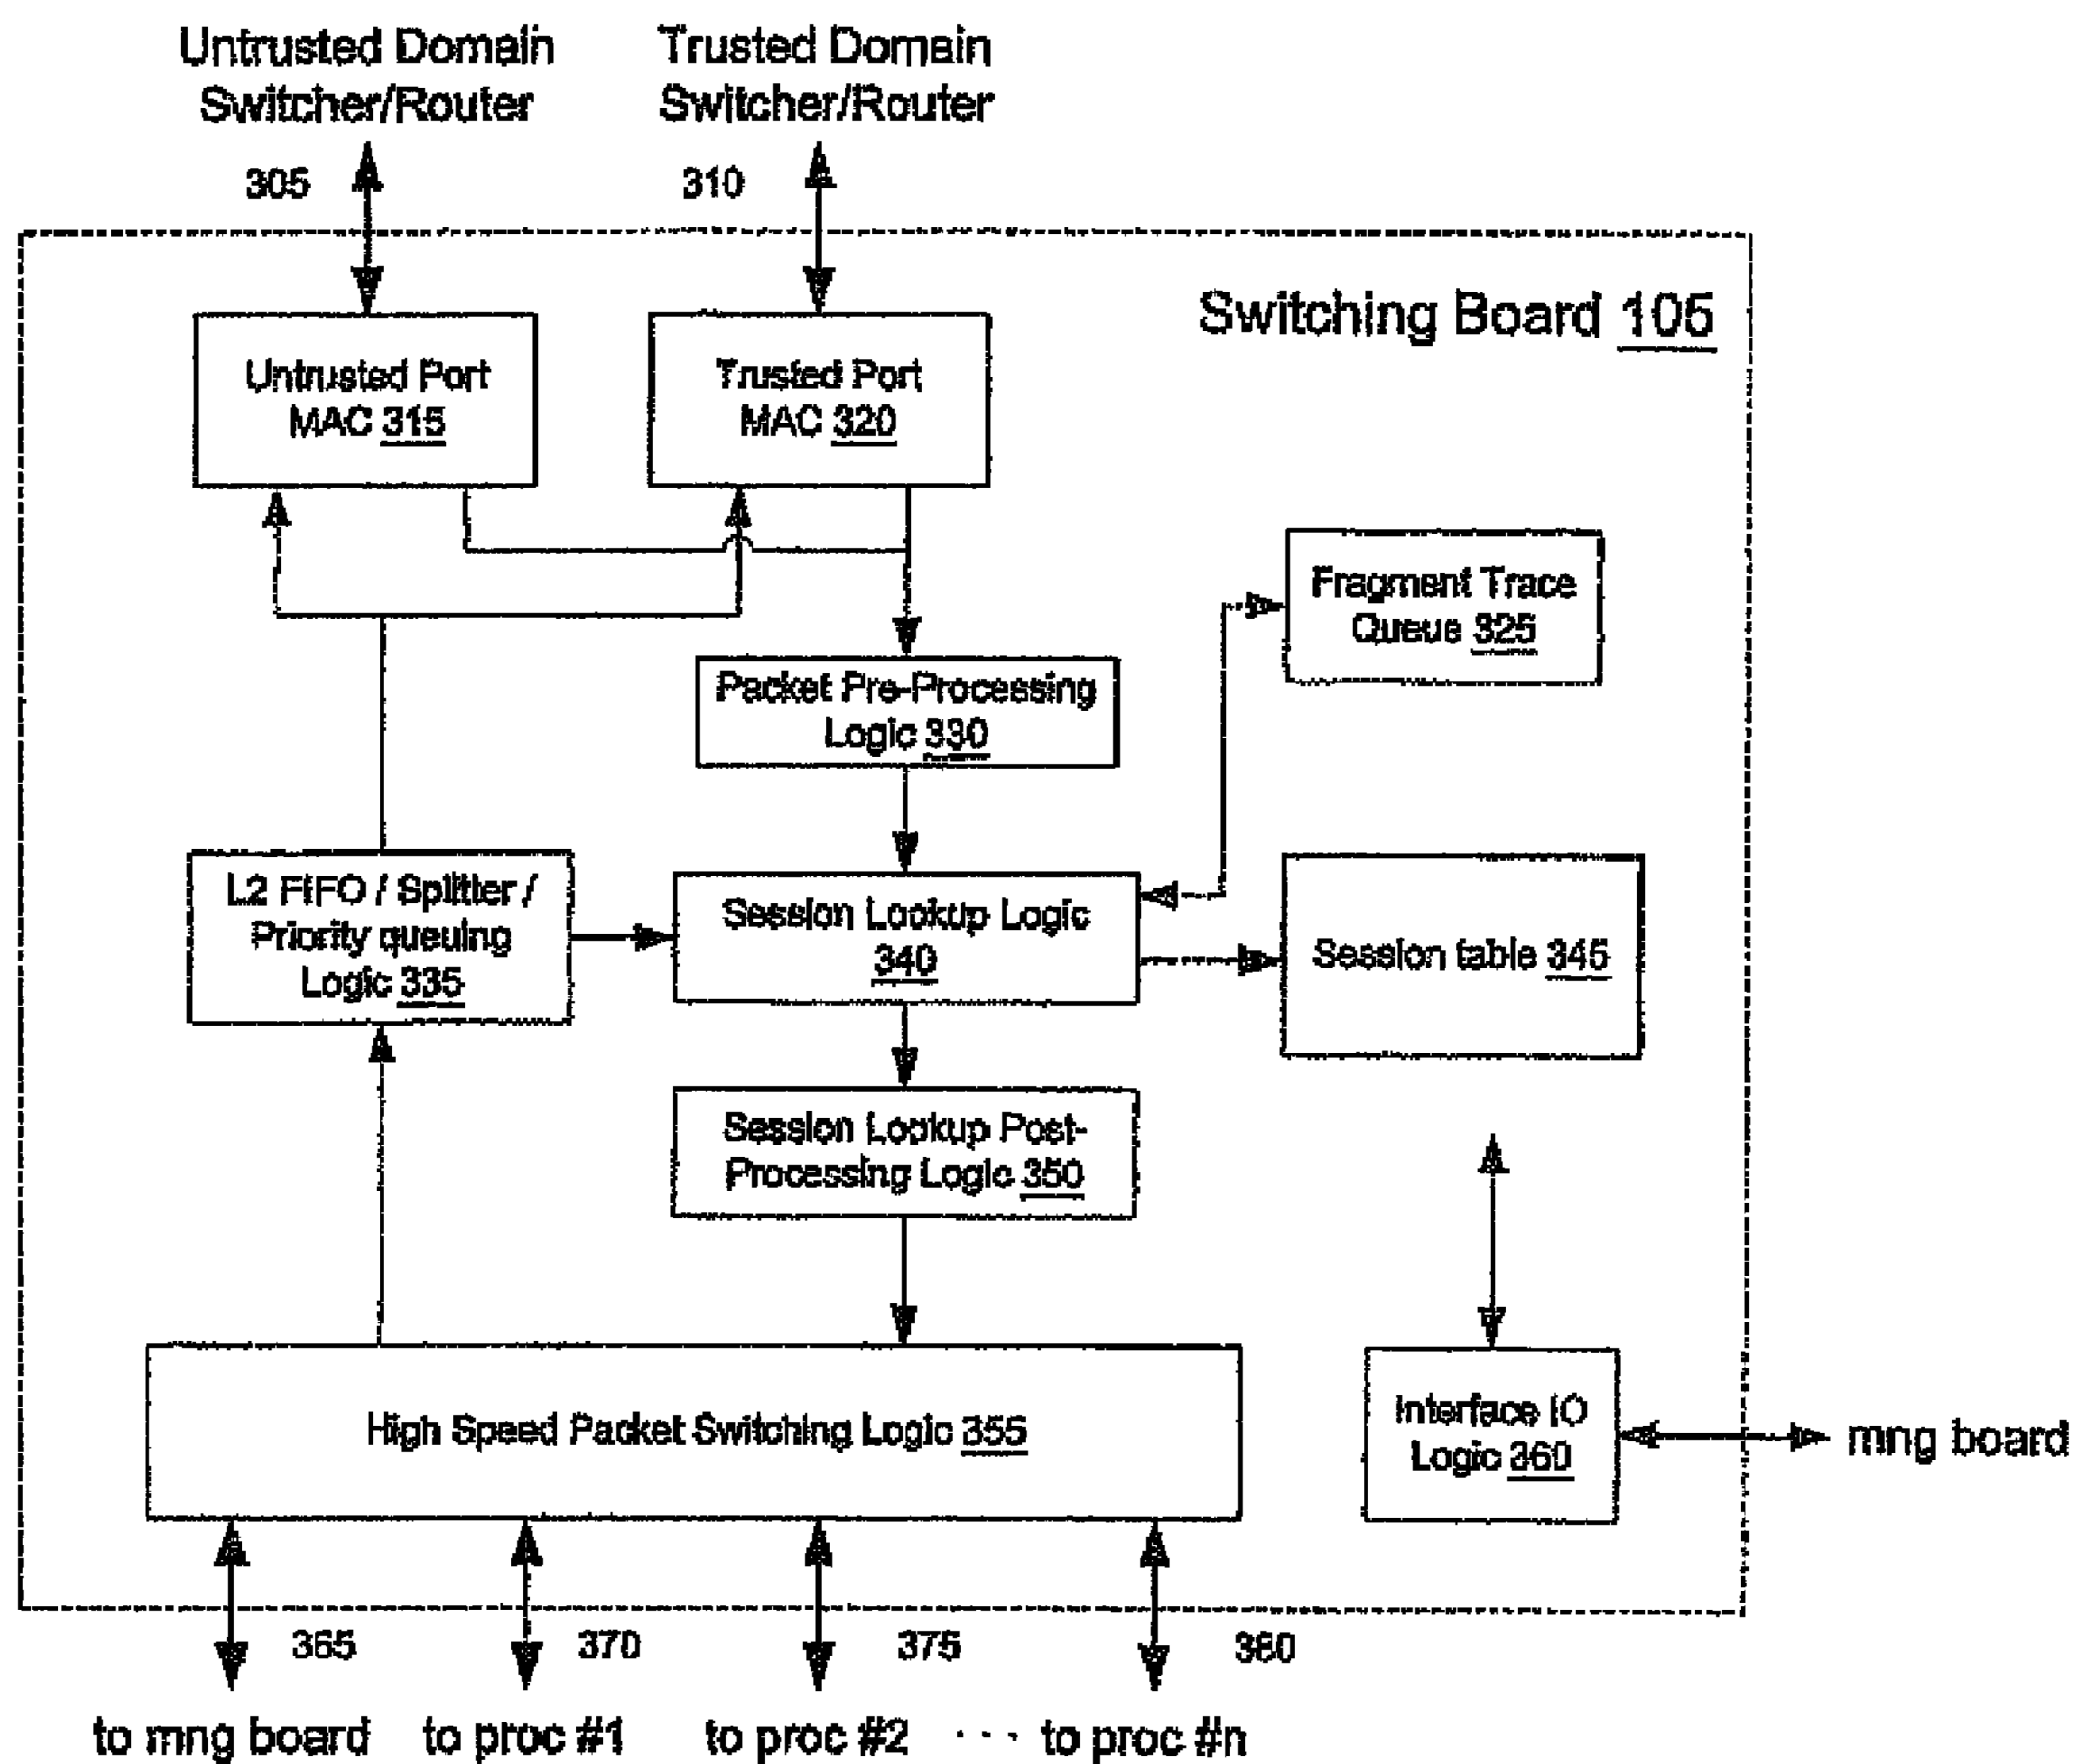 Untrusted Domain
Switcher/Router
Trusted Domain
Switcher/Router
305
310
Switching Board 105
Untrusted Port
MAC 315
Trusted Port
MAC 320
Fragment Trace
Queue 325
Packet Pre-Processing
Logic 330
L2 FIFO / Splitter /
Priority queuing
Logic 335
Session Lookup Logic
340
Session table 345
Session Lookup Post-
Processing Logic 350
High Speed Packet Switching Logic 355
Interface IO
Logic 360
mng board
365
370
375
380
to mng board
to proc #1
to proc #2
... to proc #n